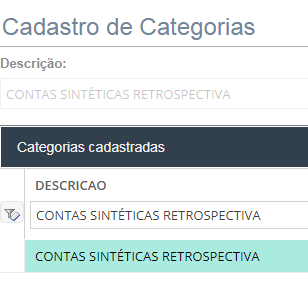 Cadastro de Categorias
Descrição:
CONTAS SINTÉTICAS RETROSPECTIVA
Categorias cadastradas
DESCRICAO
CONTAS SINTÉTICAS RETROSPECTIVA
CONTAS SINTÉTICAS RETROSPECTIVA